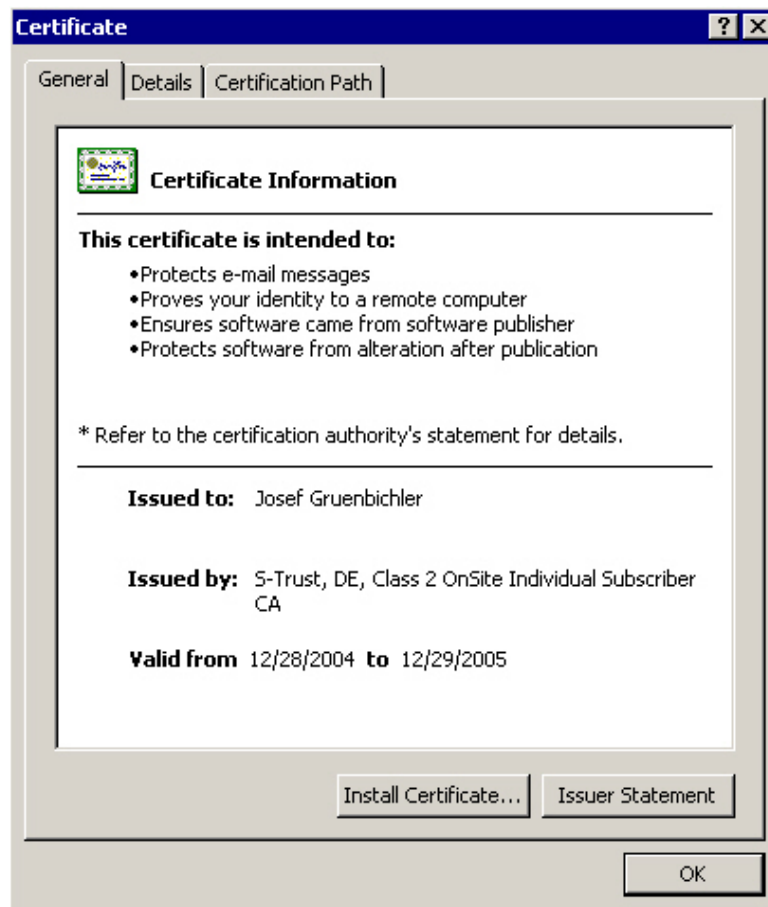 Certificate
General Details Certification Path
Certificate Information
This certificate is intended to:
•Protects e-mail messages
•Proves your identity to a remote computer
•Ensures software came from software publisher
•Protects software from alteration after publication
* Refer to the certification authority's statement for details.
Issued to: Josef Gruenbichler
Issued by: S-Trust, DE, Class 2 OnSite Individual Subscriber
CA
Valid from 12/28/2004 to 12/29/2005
Install Certificate... Issuer Statement
OK